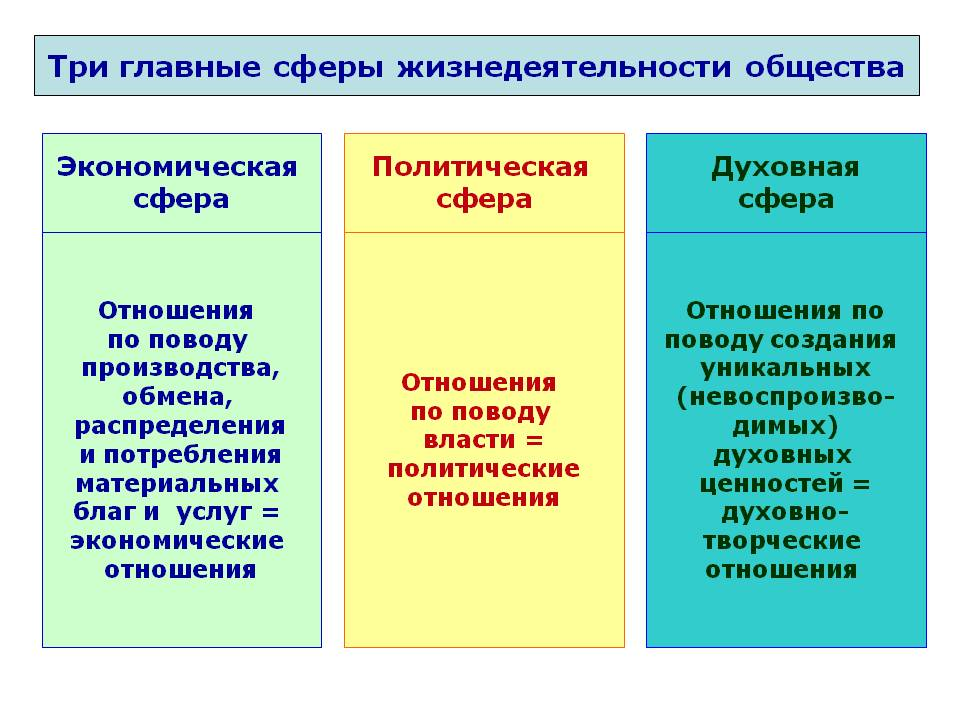 Три главные сферы жизнедеятельности общества
Экономическая
сфера
Отношения
по поводу
производства,
обмена,
распределения
и потребления
материальных
благ и услуг =
экономические
отношения
Политическая
сфера
Отношения
по поводу
власти =
политические
отношения
Духовная
сфера
Отношения по
поводу создания
уникальных
(невоспроизво-
димых)
духовных
ценностей =
духовно-
творческие
отношения